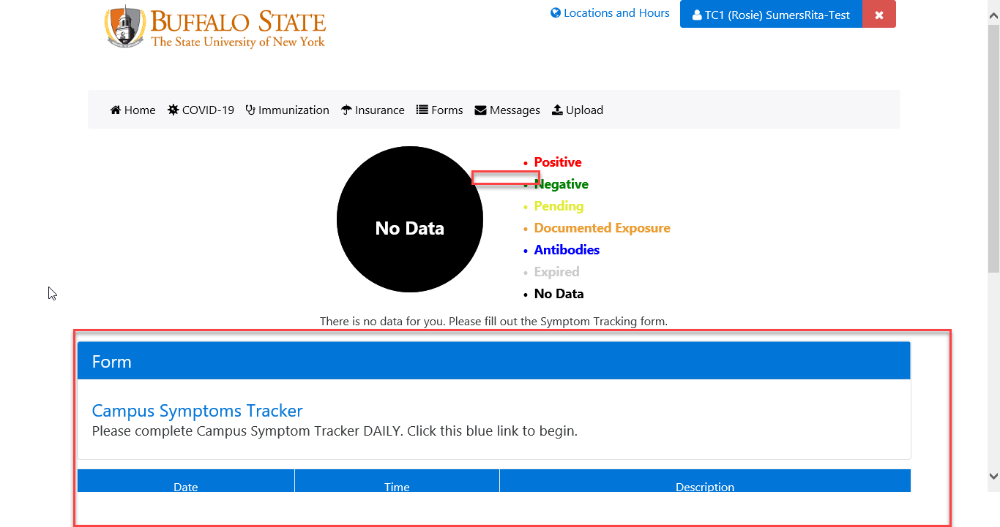 BUFFALO STATE
The State University of New York
Locations and Hours
TC1 (Rosie) SumersRita-Test
Home COVID-19 Immunization Insurance Forms Messages Upload
No Data
• Positive
• Negative
• Pending
• Documented Exposure
• Antibodies
• Expired
• No Data
There is no data for you. Please fill out the Symptom Tracking form.
Form
Campus Symptoms Tracker
Please complete Campus Symptom Tracker DAILY. Click this blue link to begin.
Date Time Description